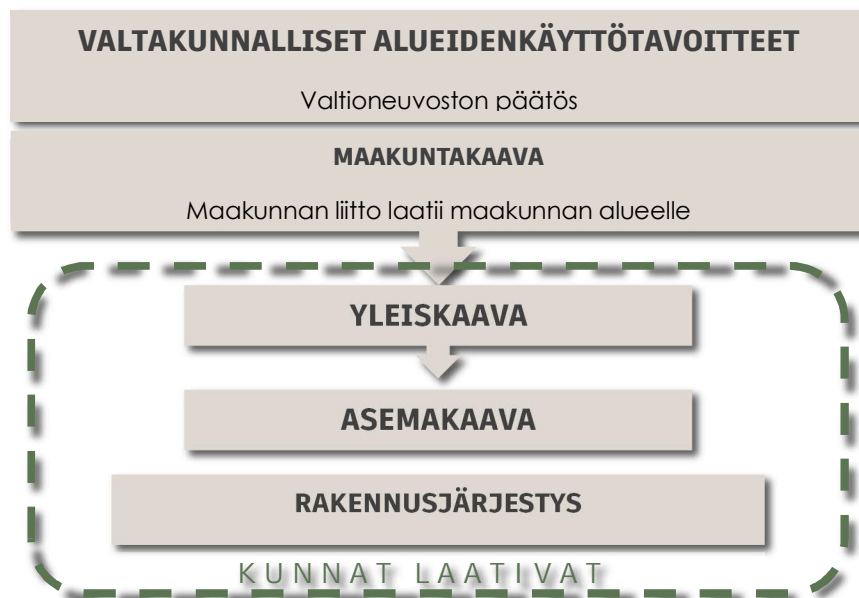 VALTAKUNNALLISET ALUEIDENKÄYTTÖTAVOITTEET
Valtioneuvoston päätös
MAAKUNTAKAAVA
Maakunnan liitto laatii maakunnan alueelle
YLEISKAAVA
ASEMAKAAVA
RAKENNUSJÄRJESTYS
KUNNAT LAATIVAT